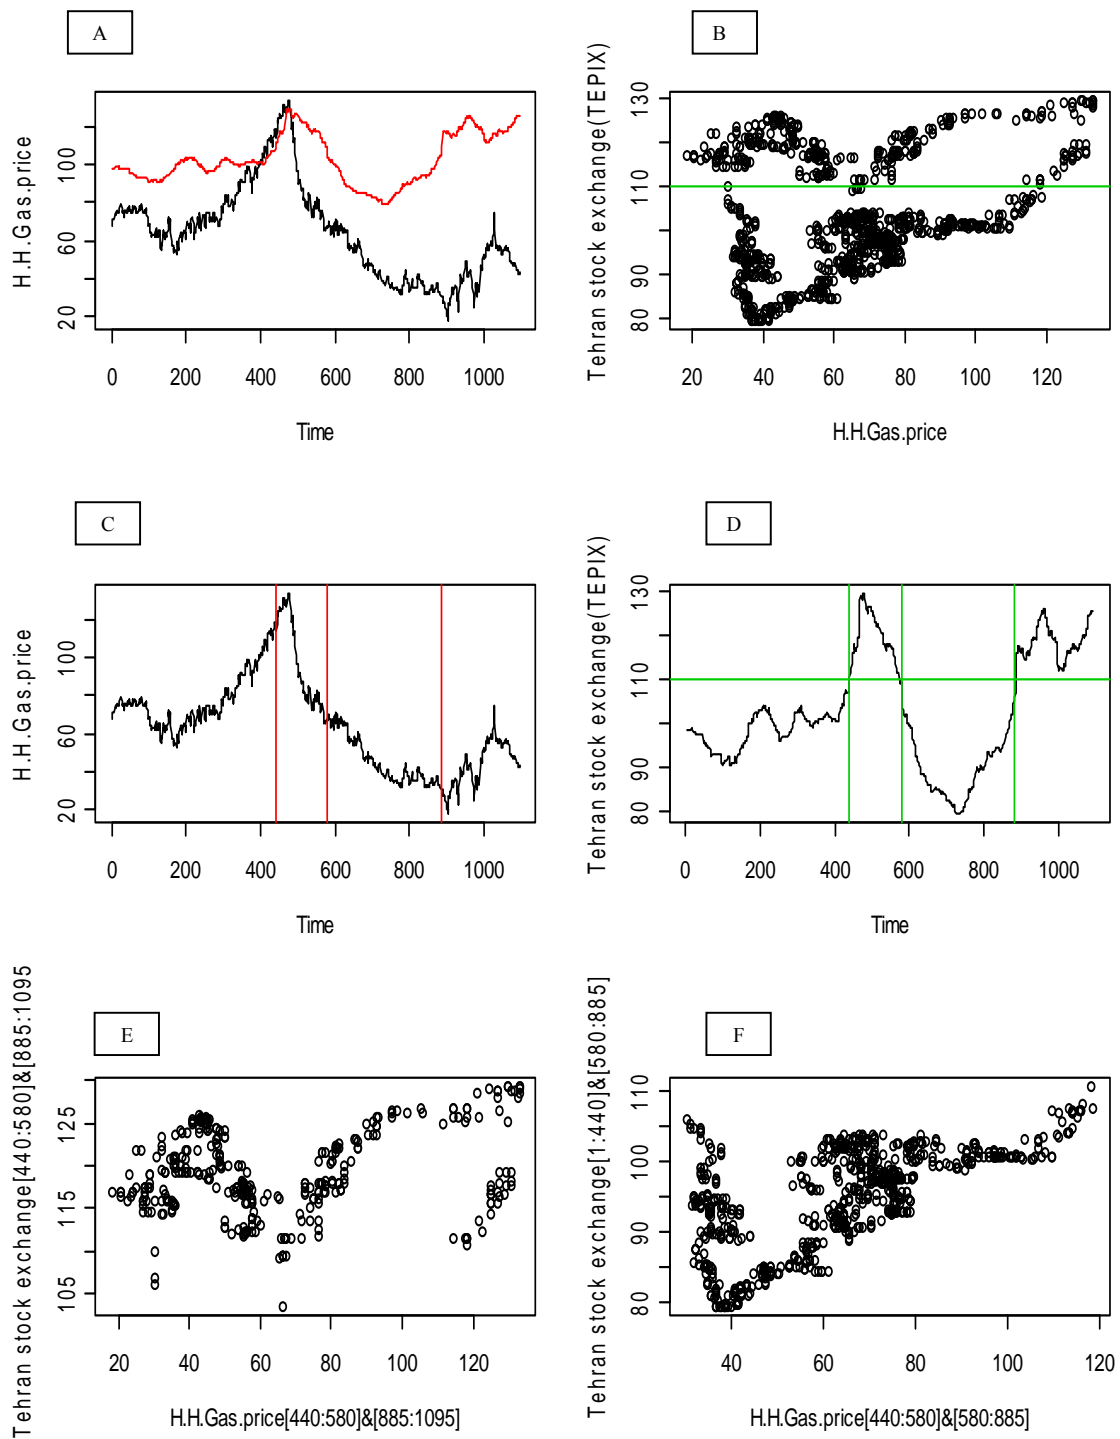 A
H.H.Gas.price
20 60 100
0 200 400 600 800 1000
Time
B
Tehran stock exchange(TEPIX)
80 90 110 130
20 40 60 80 100 120
H.H.Gas.price
C
H.H.Gas.price
20 60 100
0 200 400 600 800 1000
Time
D
Tehran stock exchange(TEPIX)
80 90 110 130
0 200 400 600 800 1000
Time
E
Tehran stock exchange[440:580]&[885:1095
105 115 125
20 40 60 80 100 120
H.H.Gas.price[440:580]&[885:1095]
F
Tehran stock exchange[1:440]&[580:885]
80 90 100 110
40 60 80 100 120
H.H.Gas.price[440:580]&[580:885]